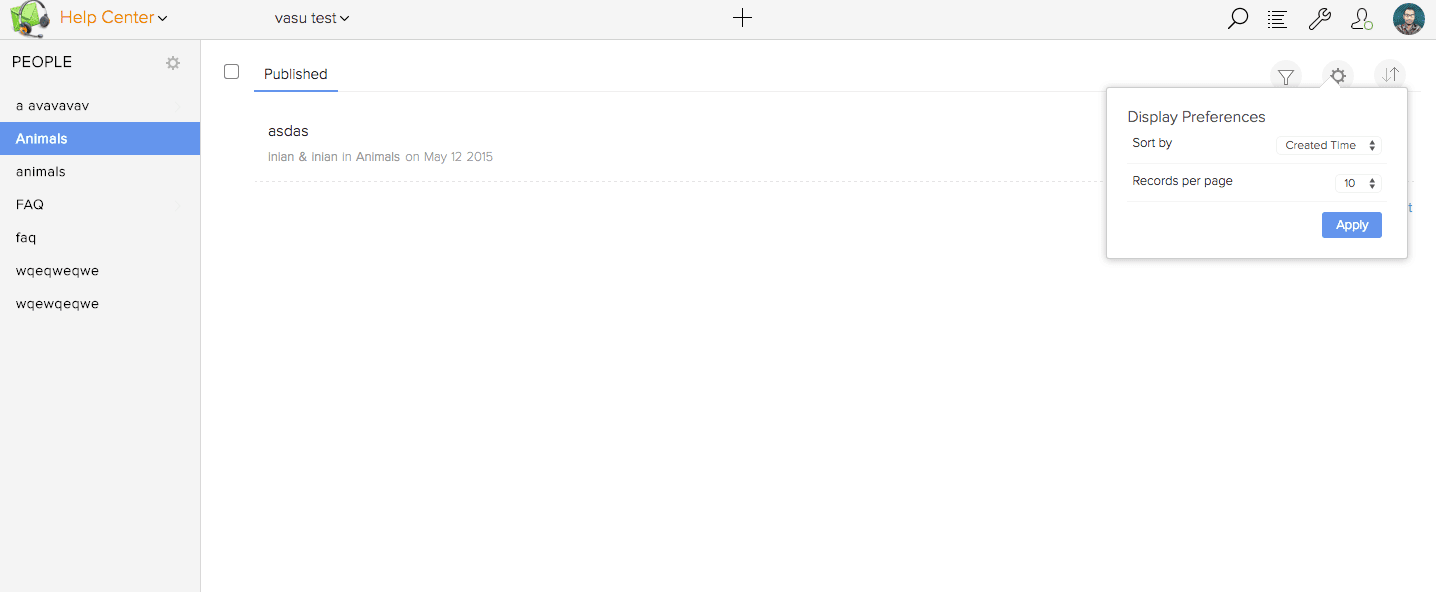 Help Center
vasu test
PEOPLE
a avavavav
Animals
animals
FAQ
faq
wqeqweqwe
wqewqeqwe
Published
asdas
Inian & Inian in Animals on May 12 2015
Display Preferences
Sort by Created Time
Records per page 10
Apply
t